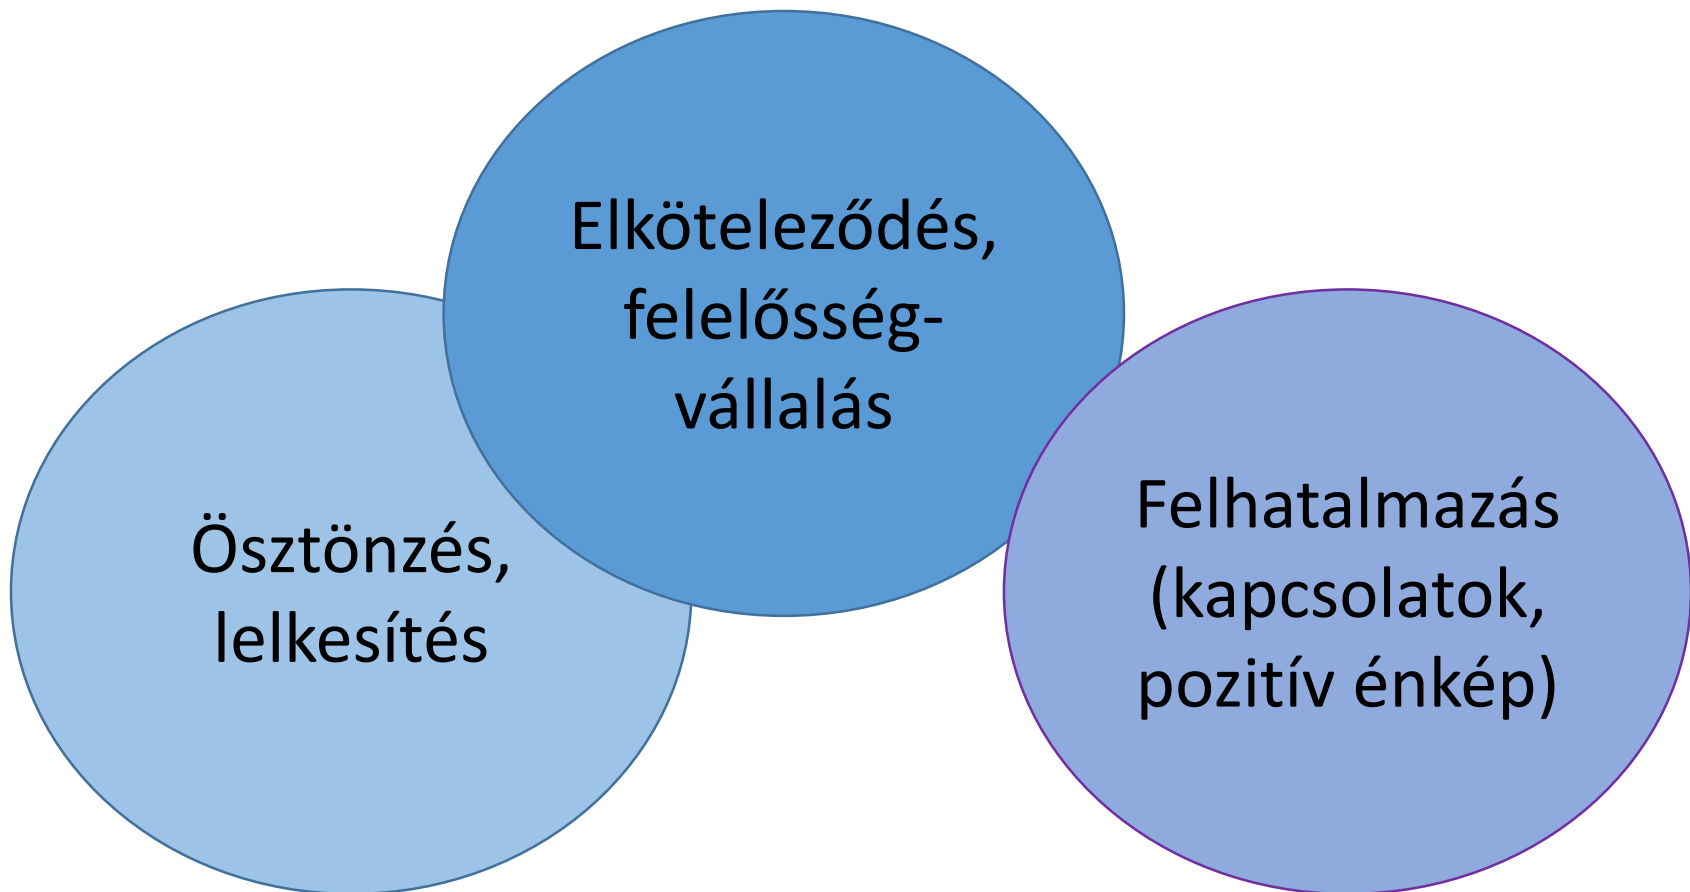 Ösztönzés,
lelkesítés
Elköteleződés,
felelősség-
vállalás
Felhatalmazás
(kapcsolatok,
pozitív énkép)